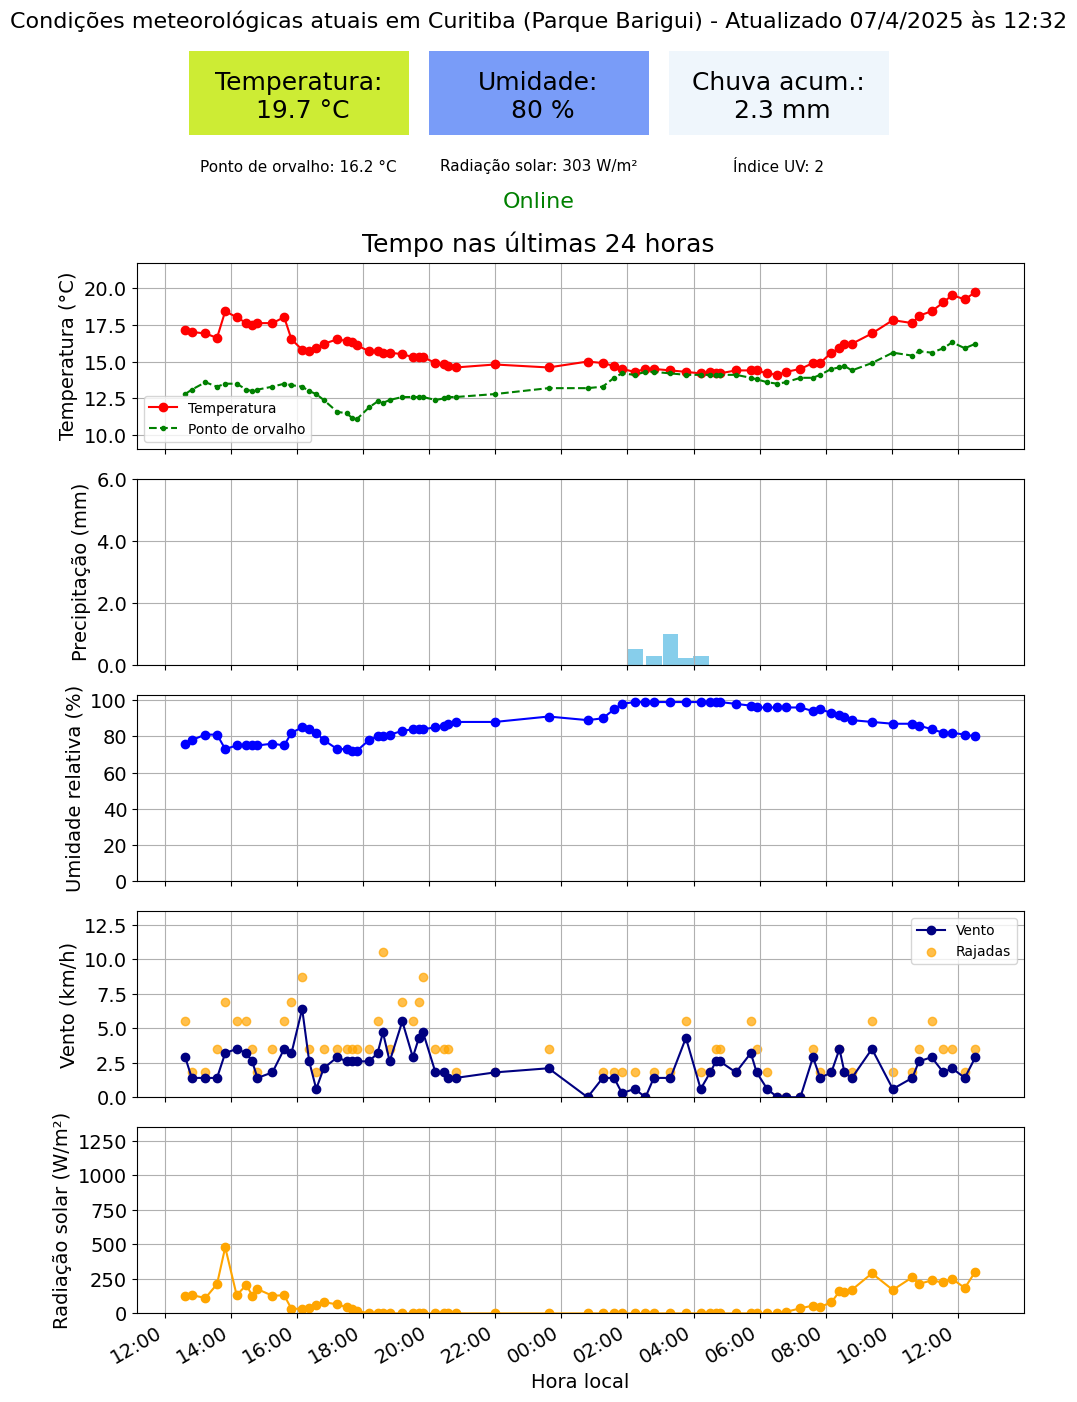 Condições meteorológicas atuais em Curitiba (Parque Barigui) - Atualizado 07/4/2025 às 12:32
Temperatura:
19.7 °C
Umidade:
80 %
Chuva acum.:
2.3 mm
Ponto de orvalho: 16.2 °C
Radiação solar: 303 W/m²
Índice UV: 2
Online
Tempo nas últimas 24 horas
Temperatura (°C)
20.0
17.5
15.0
12.5
10.0
Temperatura
Ponto de orvalho
Precipitação (mm)
6.0
4.0
2.0
0.0
Umidade relativa (%)
100
80
60
40
20
0
Vento (km/h)
12.5
10.0
7.5
5.0
2.5
0.0
Vento
Rajadas
Radiação solar (W/m²)
1250
1000
750
500
250
0
12:00
14:00
16:00
18:00
20:00
22:00
00:00
02:00
04:00
06:00
08:00
10:00
12:00
Hora local